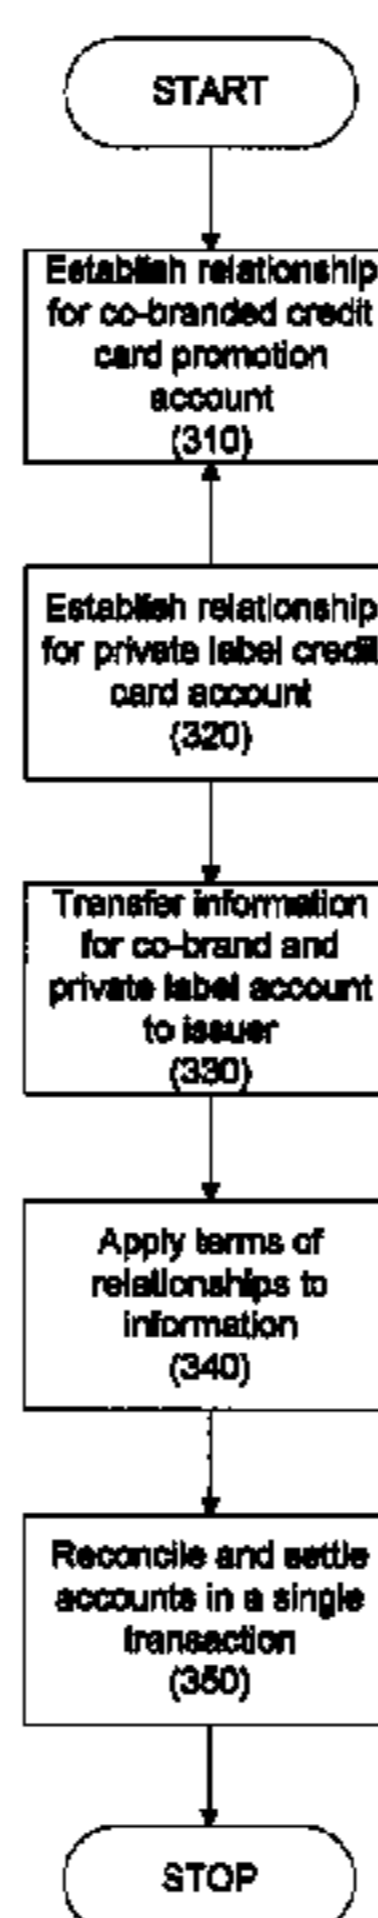 START
Establish relationship
for co-branded credit
card promotion
account
(310)
Establish relationship
for private label credit
card account
(320)
Transfer information
for co-brand and
private label account
to issuer
(330)
Apply terms of
relationships to
information
(340)
Reconcile and settle
accounts in a single
transaction
(350)
STOP